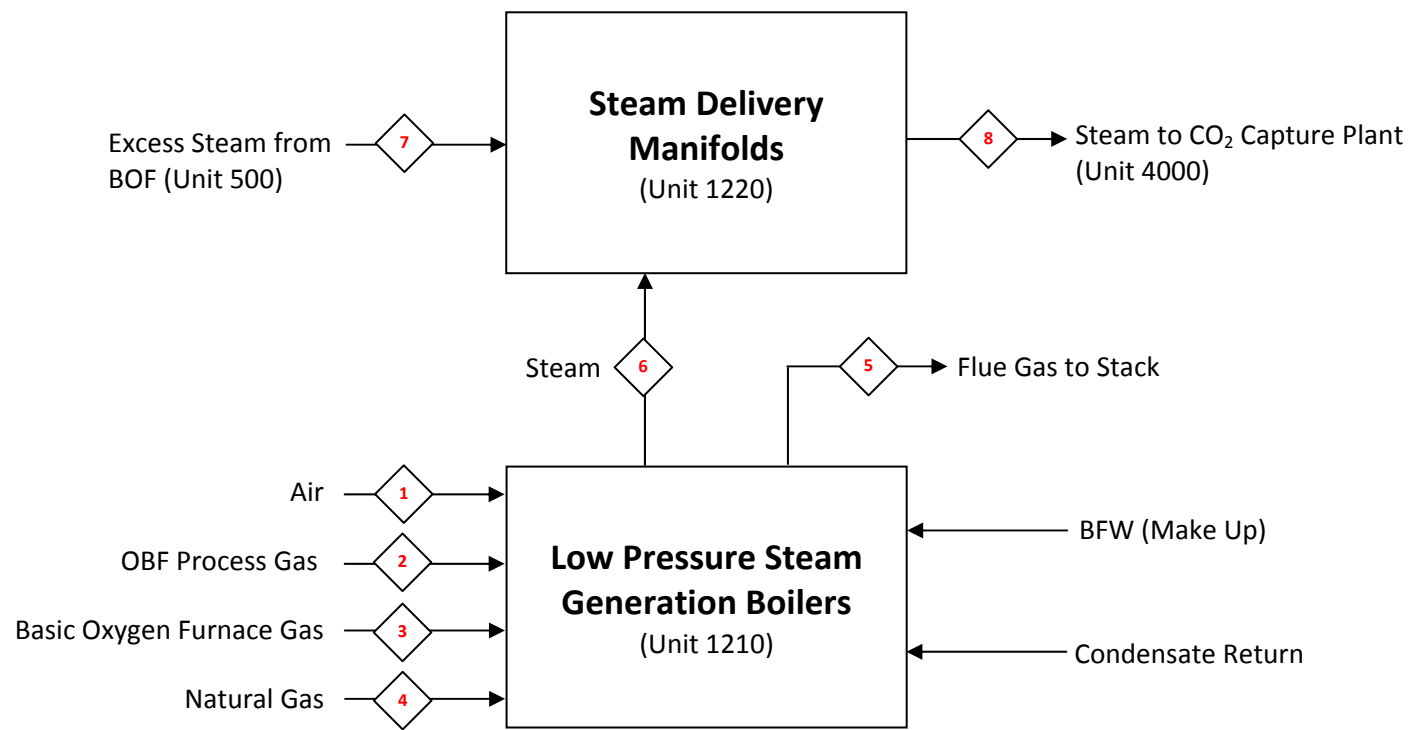 Steam Delivery
Manifolds
(Unit 1220)
Excess Steam from
BOF (Unit 500)
7
8
Steam to CO₂ Capture Plant
(Unit 4000)
Steam
6
5
Flue Gas to Stack
Air
1
OBF Process Gas
2
Basic Oxygen Furnace Gas
3
Natural Gas
4
Low Pressure Steam
Generation Boilers
(Unit 1210)
BFW (Make Up)
Condensate Return